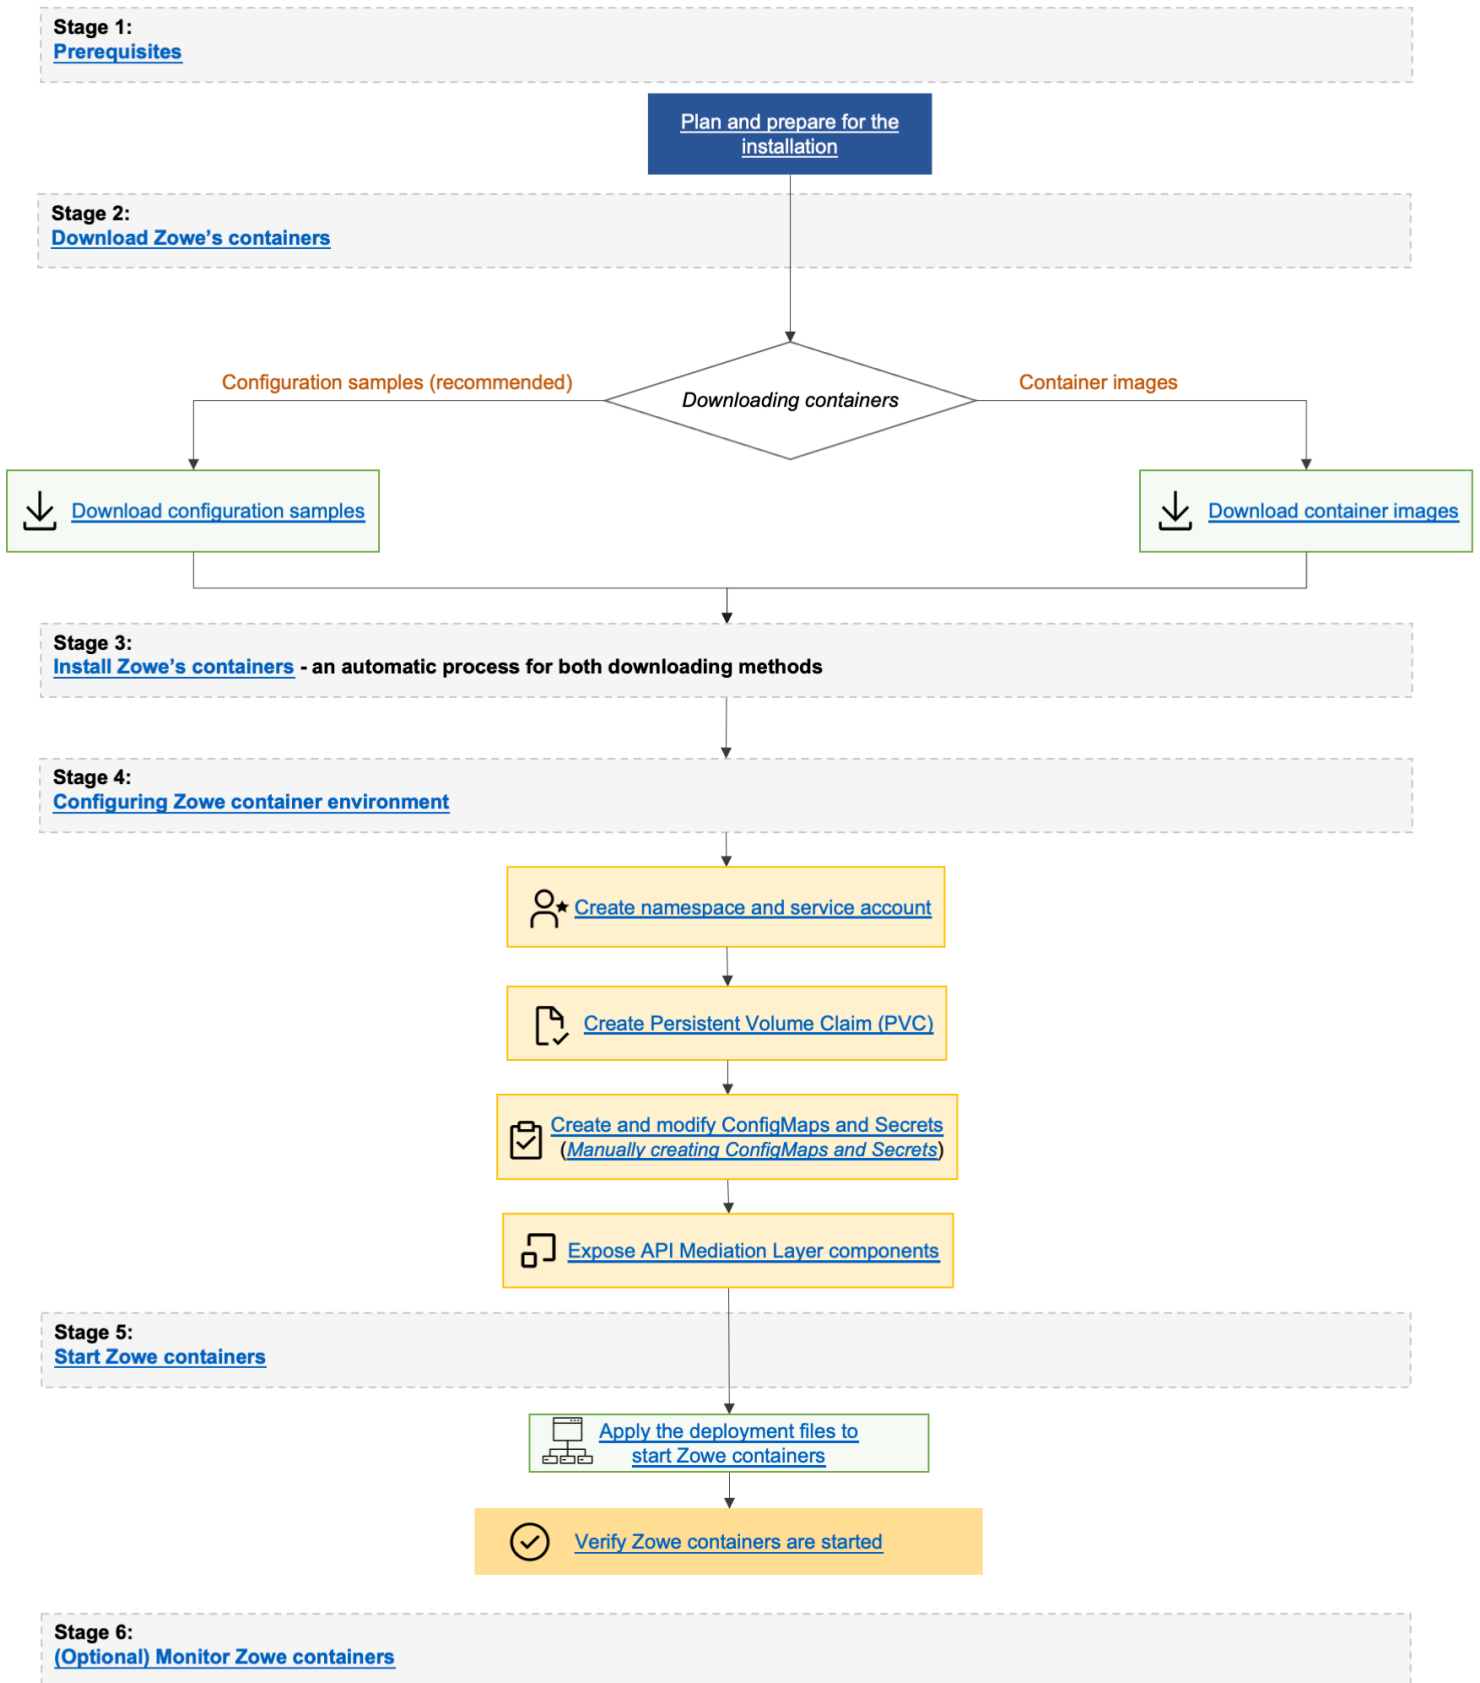 Stage 1:
Prerequisites
Plan and prepare for the
installation
Stage 2:
Download Zowe’s containers
Configuration samples (recommended)
Downloading containers
Container images
Download configuration samples
Download container images
Stage 3:
Install Zowe’s containers - an automatic process for both downloading methods
Stage 4:
Configuring Zowe container environment
Create namespace and service account
Create Persistent Volume Claim (PVC)
Create and modify ConfigMaps and Secrets
(Manually creating ConfigMaps and Secrets)
Expose API Mediation Layer components
Stage 5:
Start Zowe containers
Apply the deployment files to
start Zowe containers
Verify Zowe containers are started
Stage 6:
(Optional) Monitor Zowe containers